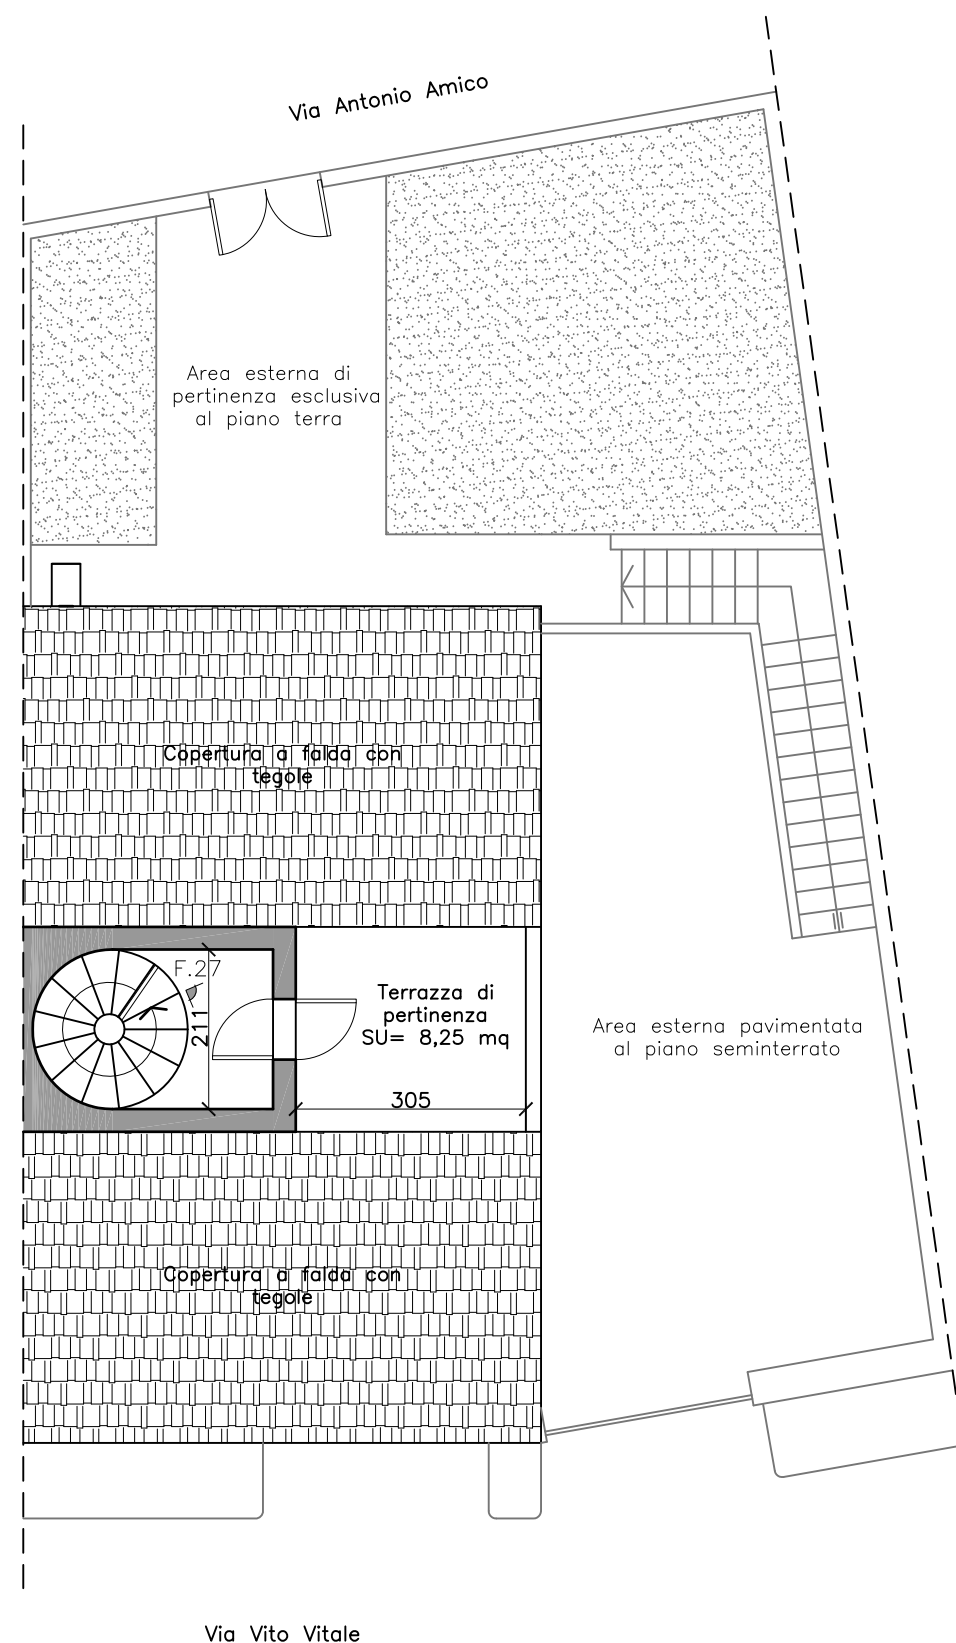 Via Antonio Amico
Area esterna di
pertinenza esclusiva
al piano terra
Copertura a falda con
tegole
F.27
211
Terrazza di
pertinenza
SU= 8,25 mq
305
Area esterna pavimentata
al piano seminterrato
Copertura a falda con
tegole
Via Vito Vitale